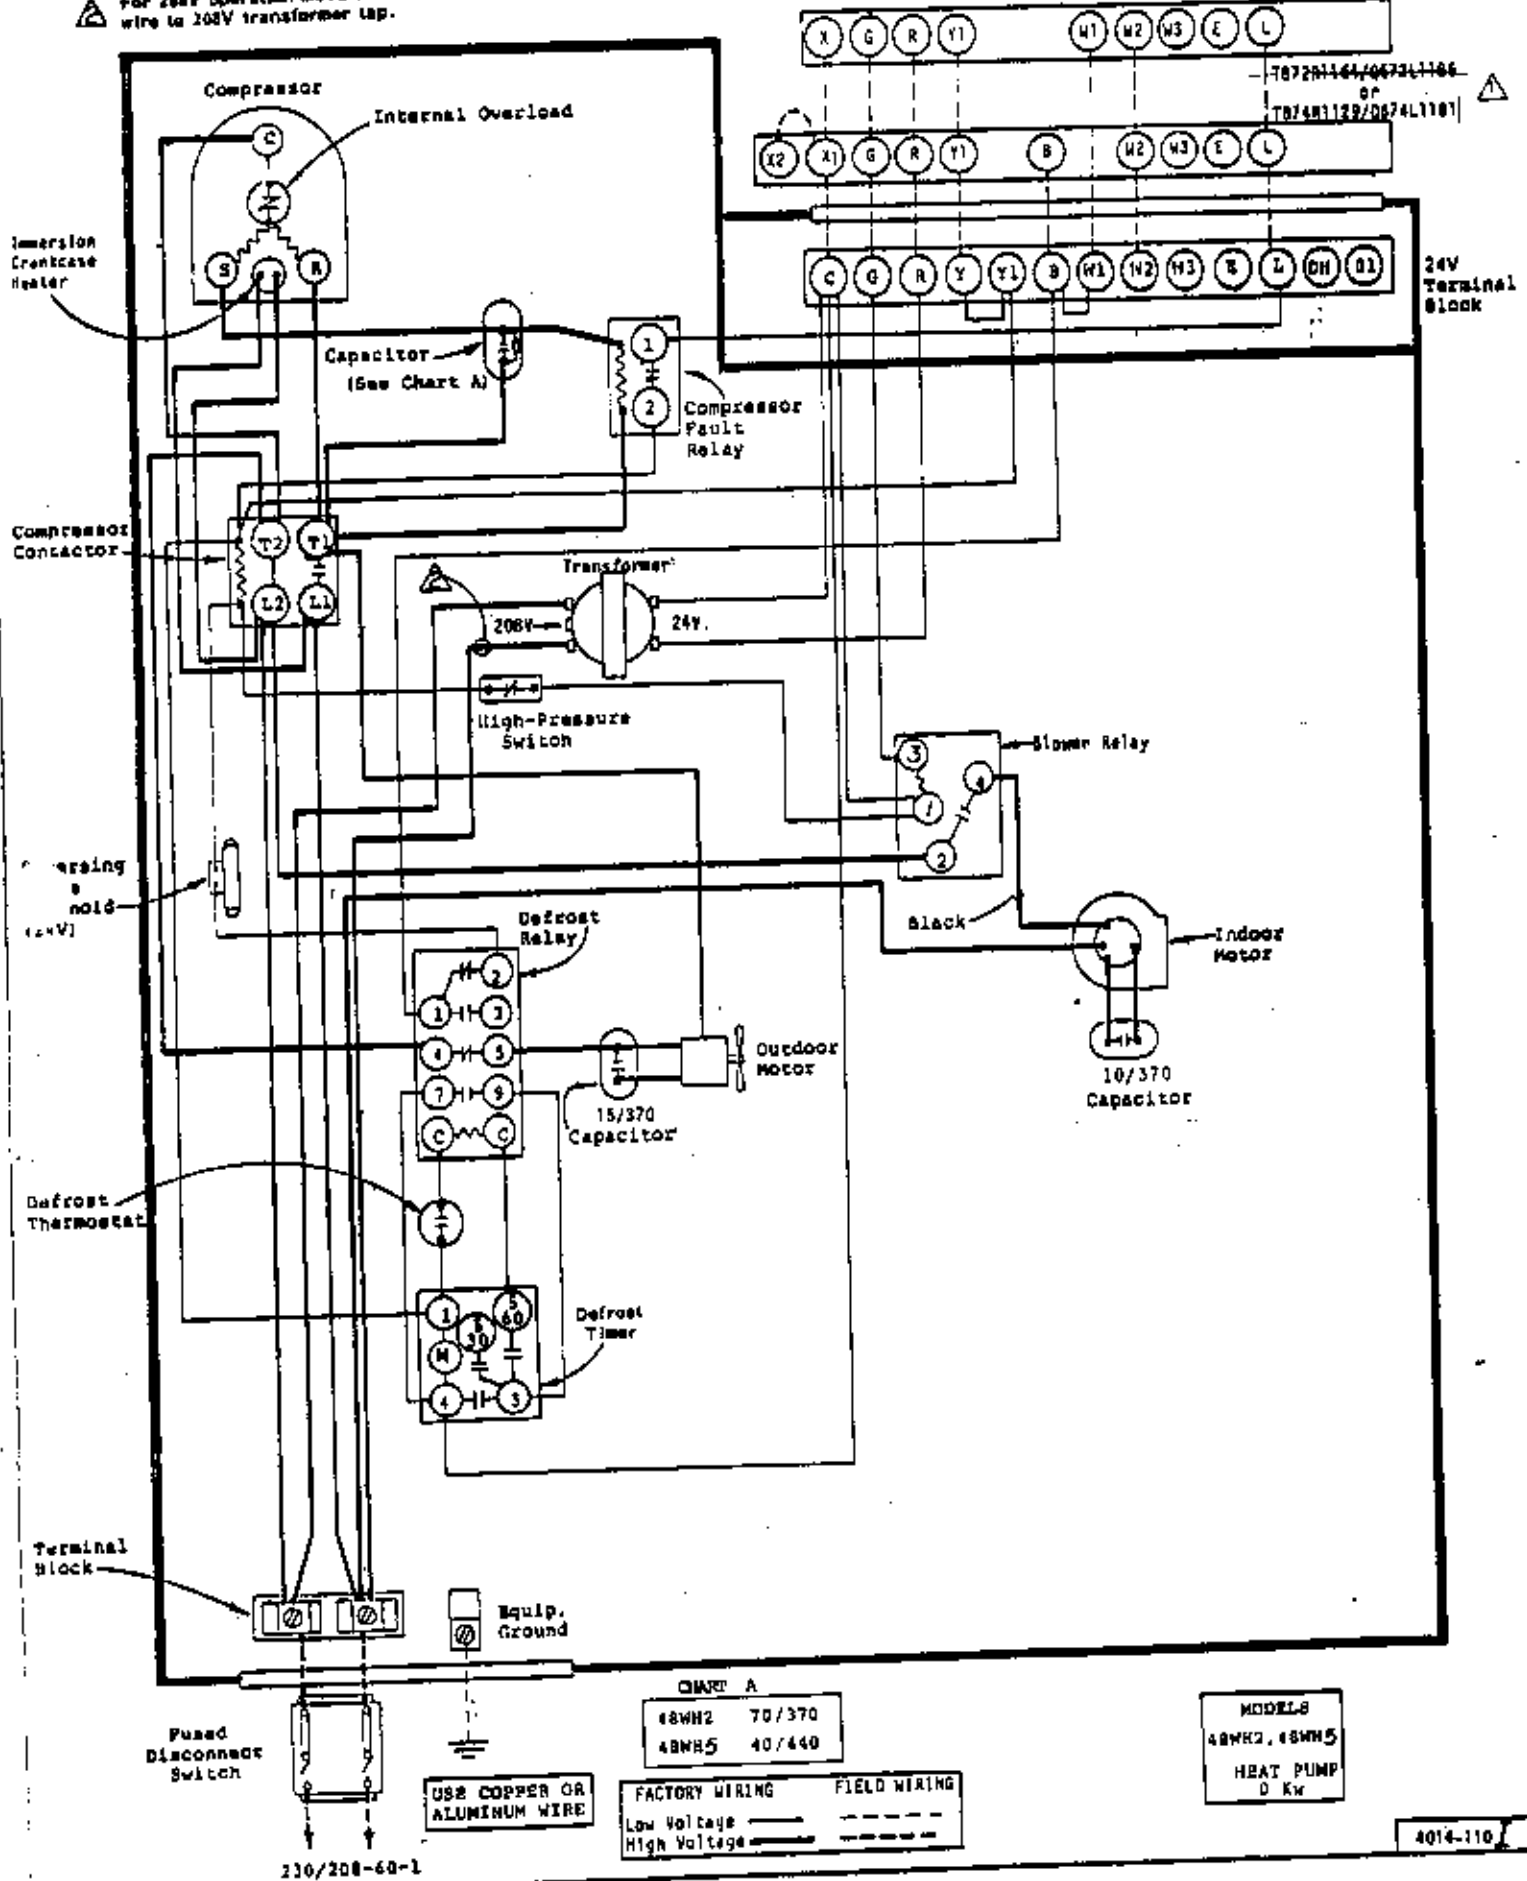 wire to 208V transformer tap.
X G R Y1 W1 W2 W3 E L
or
T874R1129/Q674L1181
X2 X1 G R Y1 B W2 W3 E L
C G R Y Y1 B W1 W2 W3 E L DH O1
24V
Terminal
Block
Compressor
Internal Overload
C
S
R
Immersion
Crankcase
Heater
Capacitor
(See Chart A)
1
2
Compressor
Fault
Relay
Compressor
Contactor
T2 T1
L2 L1
Transformer
2
208V
24V.
High-Pressure
Switch
Blower Relay
3
4
1
2
ersing
nold
Defrost
Relay
Black
Indoor
Motor
2
1 3
4 5
7 9
C C
Outdoor
Motor
15/370
Capacitor
10/370
Capacitor
Defrost
Thermostat
1
60
30
M
4 3
Defrost
Timer
Terminal
Block
Equip.
Ground
Fused
Disconnect
Switch
230/208-60-1
CHART A
48WH2 70/370
48WH5 40/440
USE COPPER OR
ALUMINUM WIRE
FACTORY WIRING FIELD WIRING
Low Voltage
High Voltage
MODELS
48WH2, 48WH5
HEAT PUMP
0 Kw
4014-110